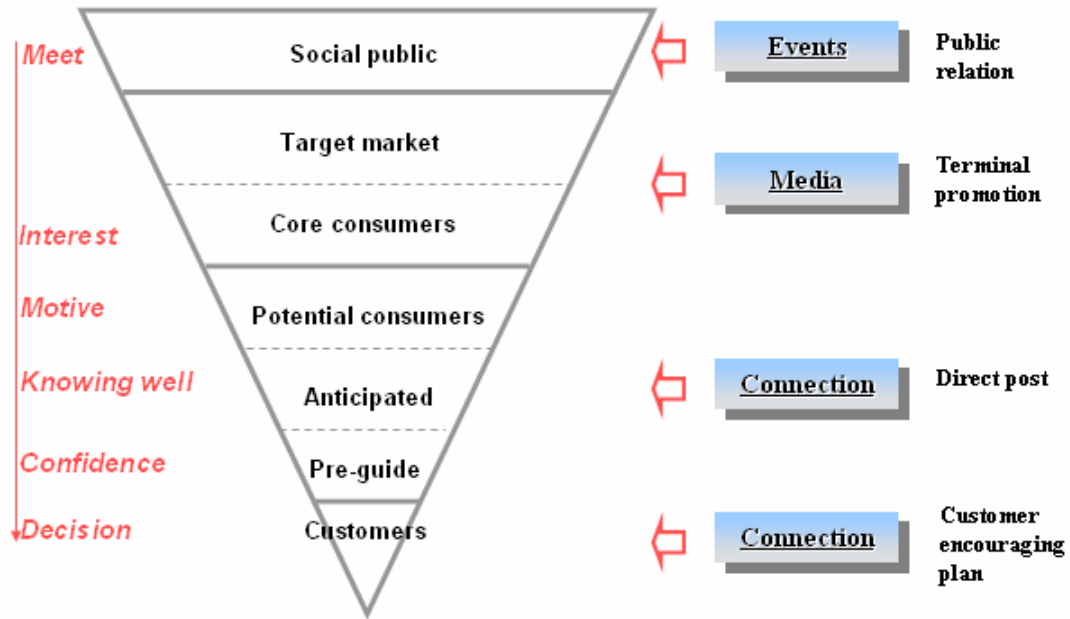 Meet
Social public
Events
Public
relation
Target market
Media
Terminal
promotion
Interest
Core consumers
Motive
Potential consumers
Knowing well
Anticipated
Connection
Direct post
Confidence
Pre-guide
Decision
Customers
Connection
Customer
encouraging
plan